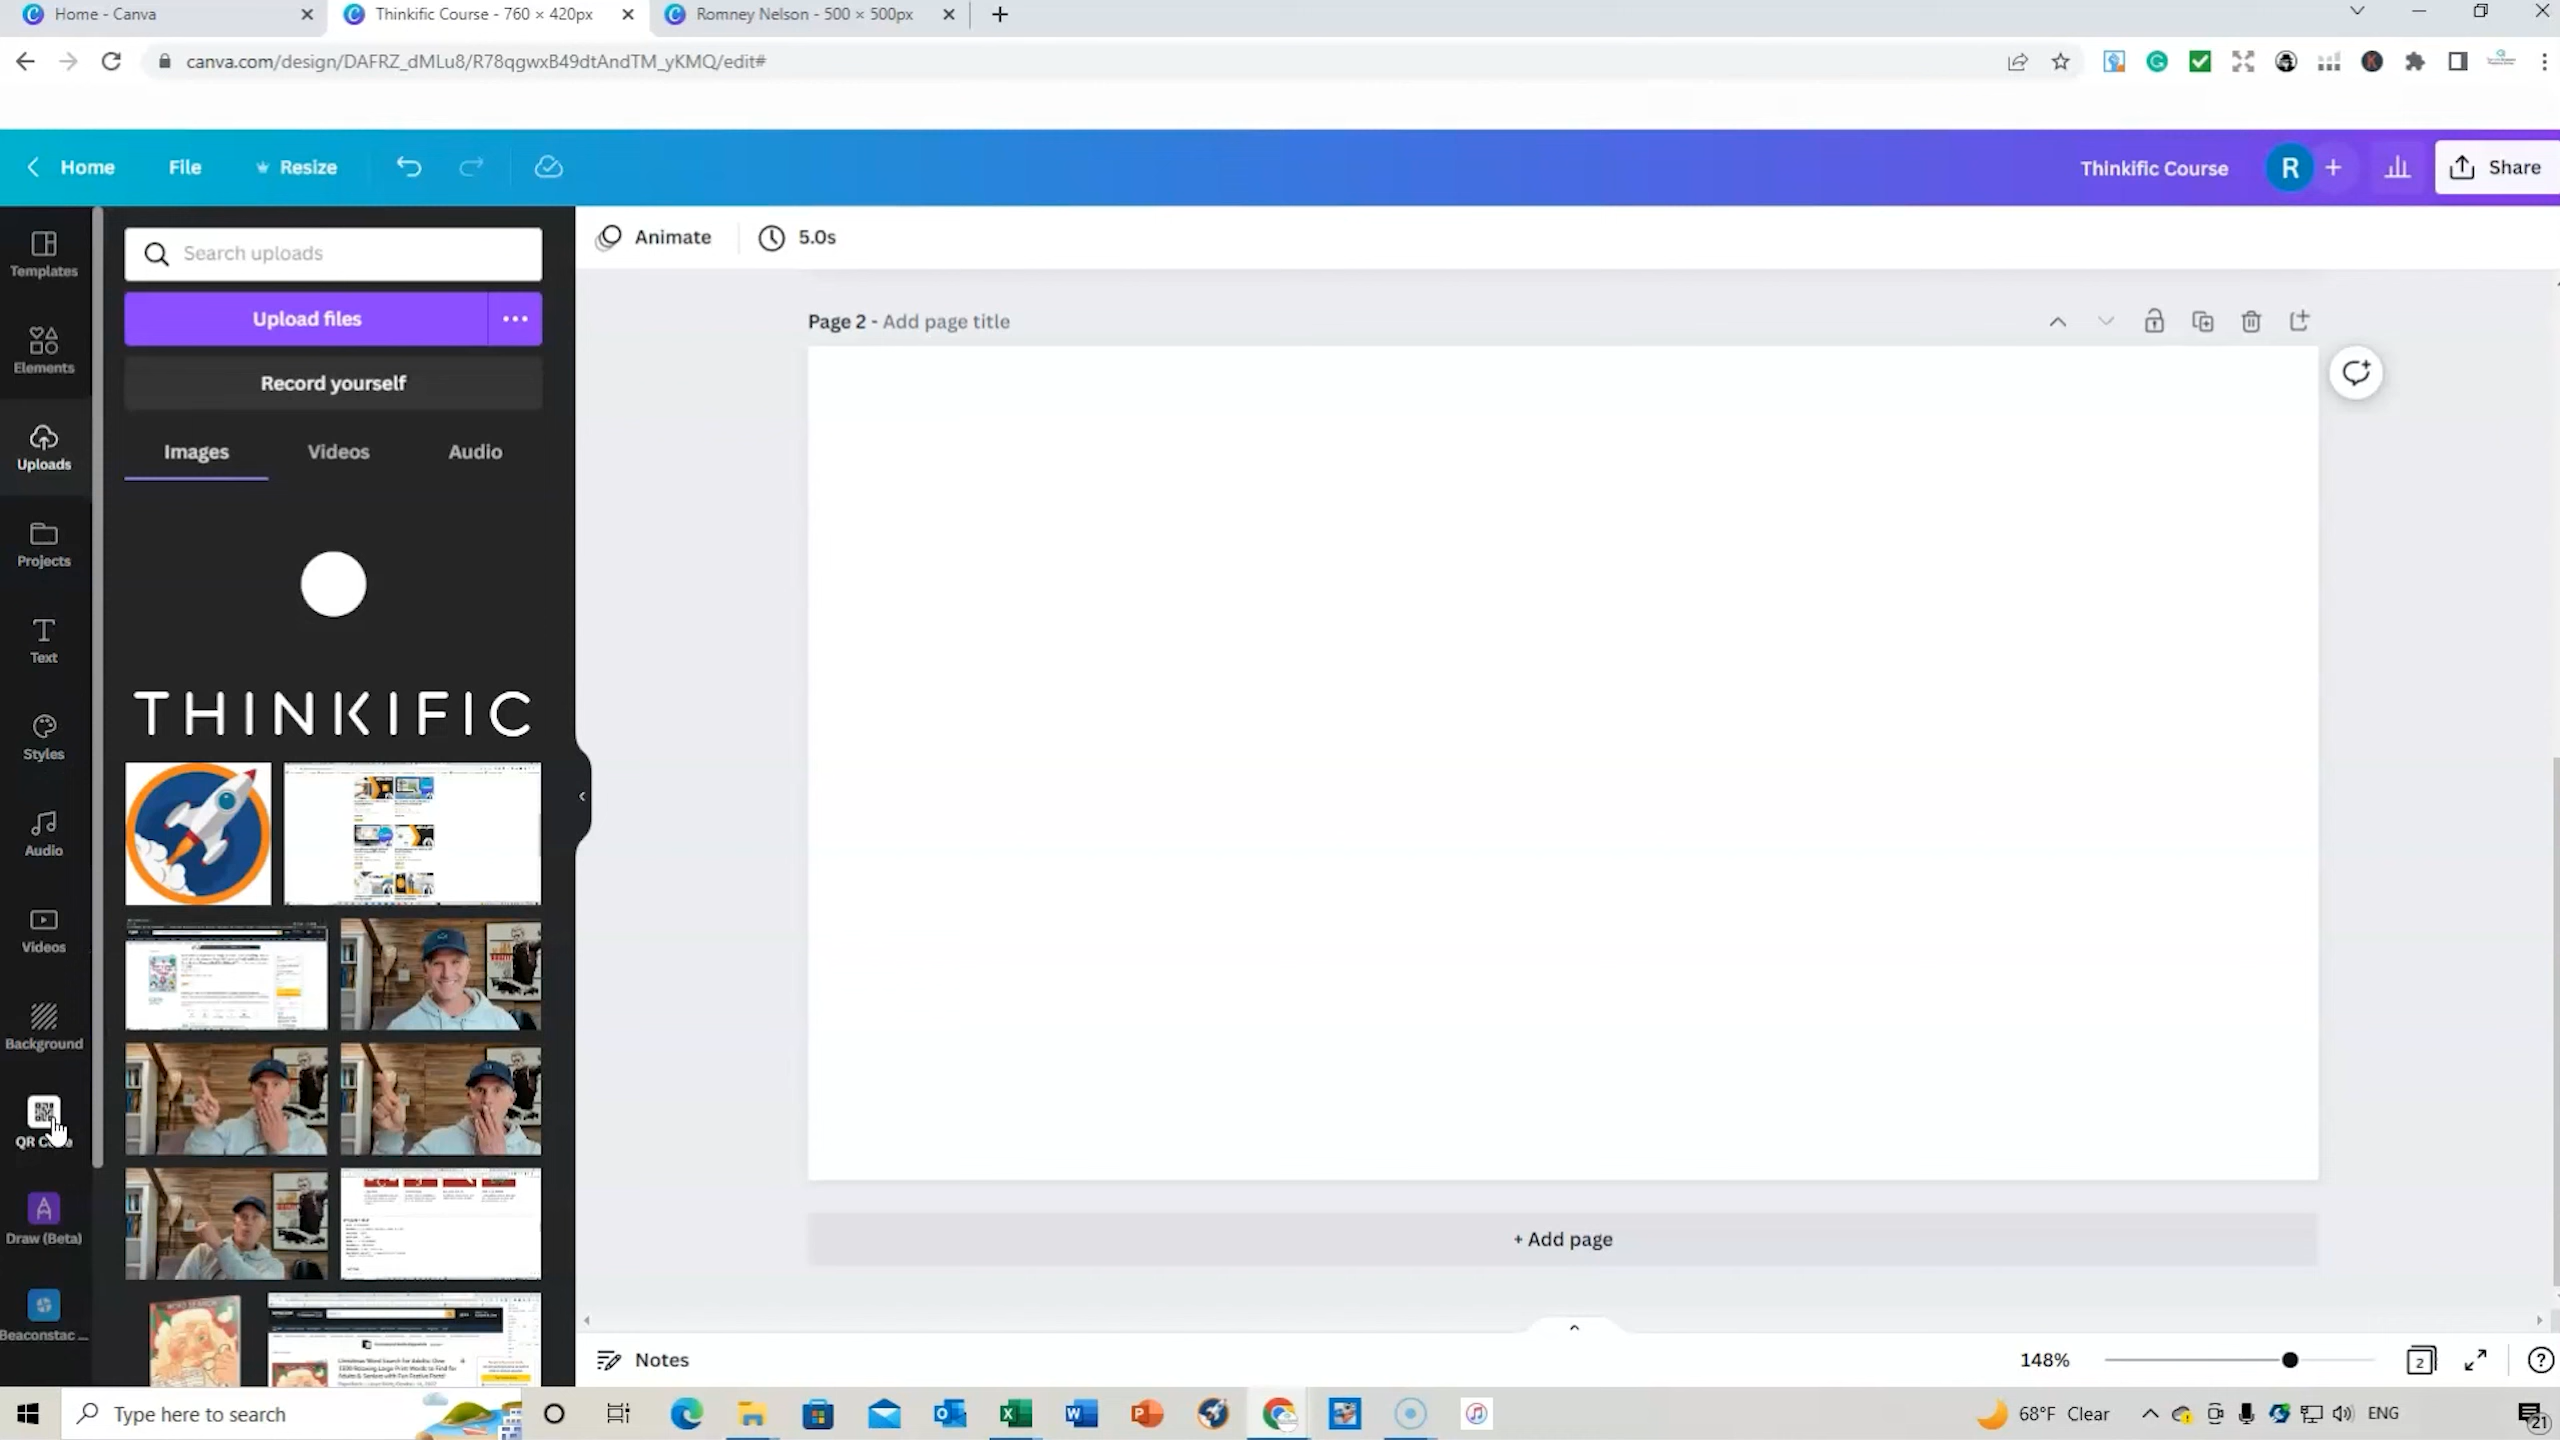 Home - Canva
Thinkific Course - 760 × 420px
Romney Nelson - 500 × 500px
canva.com/design/DAFRZ_dMLu8/R78qgwxB49dtAndTM_yKMQ/edit#
Home
File
Resize
Thinkific Course
R
Share
Templates
Elements
Uploads
Projects
Text
Styles
Audio
Videos
Background
Draw (Beta)
Beaconstac ...
Search uploads
Upload files
Record yourself
Images
Videos
Audio
THINKIFIC
Animate
5.0s
Page 2 - Add page title
+ Add page
Notes
148%
2
Type here to search
68°F Clear
ENG
21